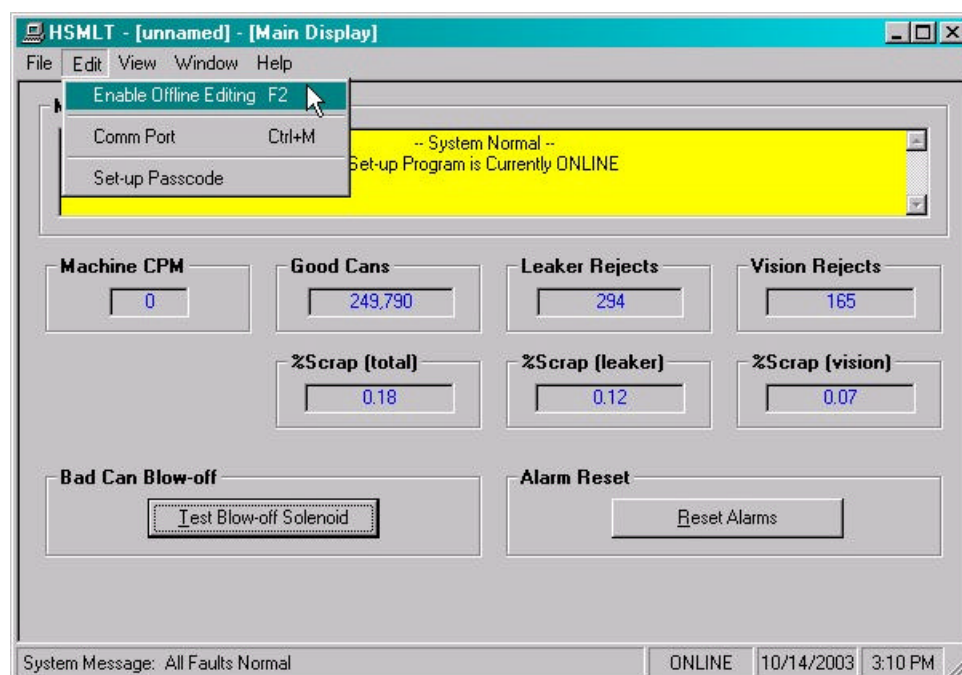 HSMLT - [unnamed] - [Main Display]
File Edit View Window Help
Enable Offline Editing F2
Comm Port Ctrl+M
Set-up Passcode
-- System Normal --
Set-up Program is Currently ONLINE
Machine CPM Good Cans Leaker Rejects Vision Rejects
0 249,790 294 165
%Scrap (total) %Scrap (leaker) %Scrap (vision)
0.18 0.12 0.07
Bad Can Blow-off Alarm Reset
Test Blow-off Solenoid Reset Alarms
System Message: All Faults Normal ONLINE 10/14/2003 3:10 PM